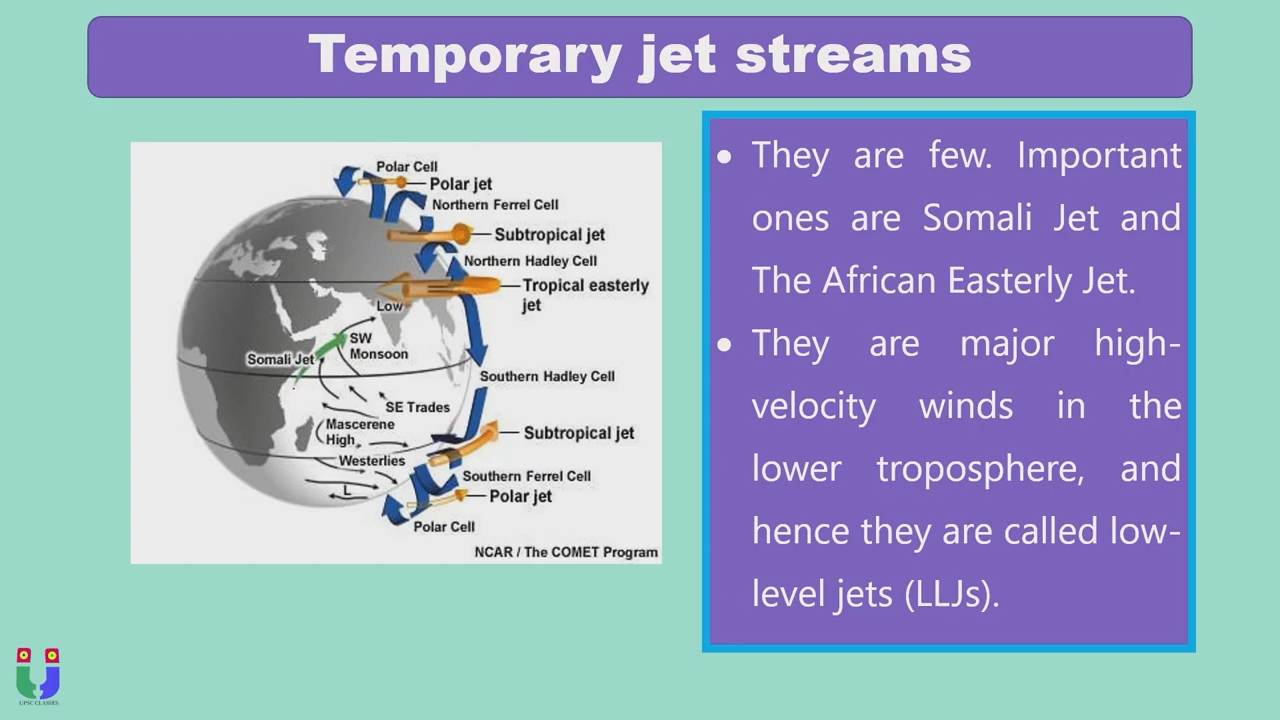 Temporary jet streams
Polar Cell
Polar jet
Northern Ferrel Cell
Subtropical jet
Northern Hadley Cell
Tropical easterly
jet
Low
SW
Monsoon
Somali Jet
Southern Hadley Cell
SE Trades
Mascerene
High
Subtropical jet
Westerlies
Southern Ferrel Cell
L
Polar jet
Polar Cell
NCAR / The COMET Program
• They are few. Important
ones are Somali Jet and
The African Easterly Jet.
• They are major high-
velocity winds in the
lower troposphere, and
hence they are called low-
level jets (LLJs).
UPSC CLASSES